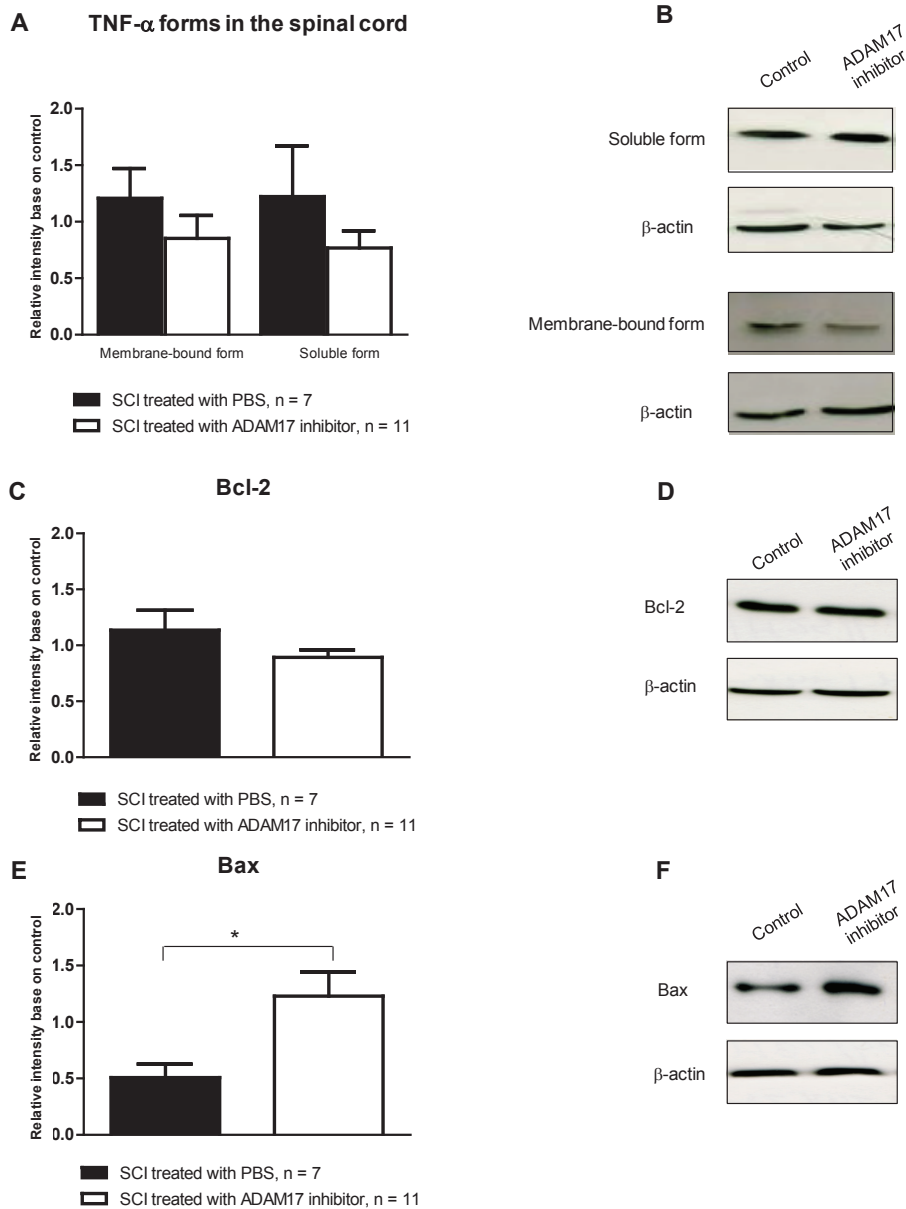 A
TNF-α forms in the spinal cord
Relative intensity base on control
2.0
1.5
1.0
0.5
0.0
Membrane-bound form
Soluble form
SCI treated with PBS, n = 7
SCI treated with ADAM17 inhibitor, n = 11
B
Control
ADAM17
inhibitor
Soluble form
β-actin
Membrane-bound form
β-actin
C
Bcl-2
Relative intensity base on control
2.0
1.5
1.0
0.5
0.0
SCI treated with PBS, n = 7
SCI treated with ADAM17 inhibitor, n = 11
D
Control
ADAM17
inhibitor
Bcl-2
β-actin
E
Bax
Relative intensity base on control
2.0
1.5
1.0
0.5
0.0
*
SCI treated with PBS, n = 7
SCI treated with ADAM17 inhibitor, n = 11
F
Control
ADAM17
inhibitor
Bax
β-actin